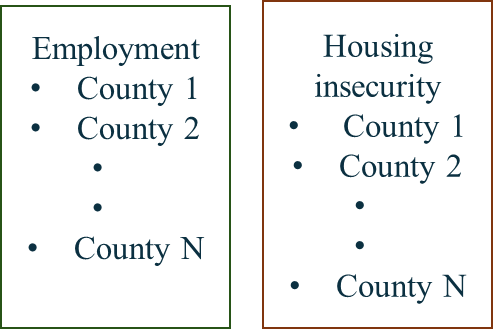 Employment
• County 1
• County 2
•
•
• County N
Housing
insecurity
• County 1
• County 2
•
•
• County N